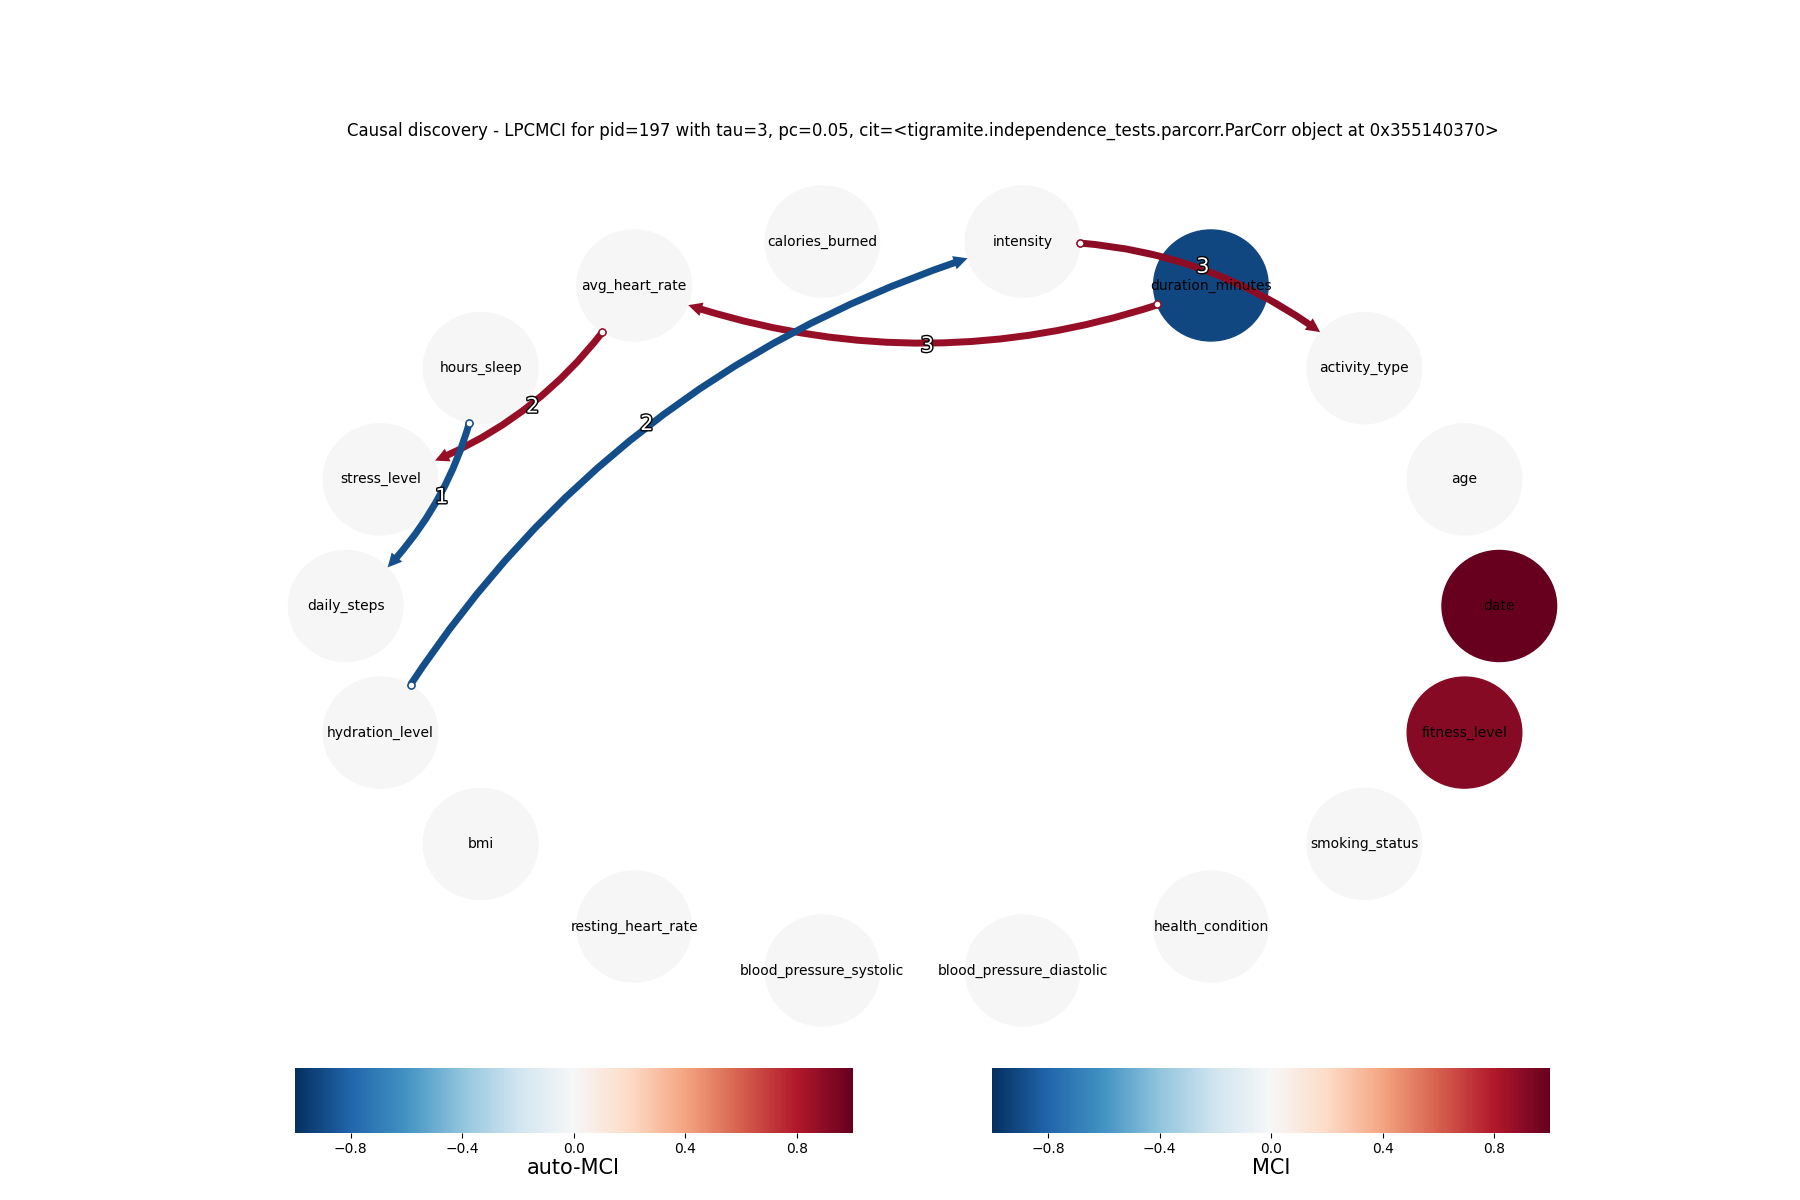 Causal discovery - LPCMCI for pid=197 with tau=3, pc=0.05, cit=<tigramite.independence_tests.parcorr.ParCorr object at 0x355140370>
calories_burned
intensity
3
avg_heart_rate
duration_minutes
3
hours_sleep
activity_type
2
2
stress_level
1
age
daily_steps
date
hydration_level
fitness_level
bmi
smoking_status
resting_heart_rate
health_condition
blood_pressure_systolic
blood_pressure_diastolic
−0.8 −0.4 0.0 0.4 0.8
auto-MCI
−0.8 −0.4 0.0 0.4 0.8
MCI